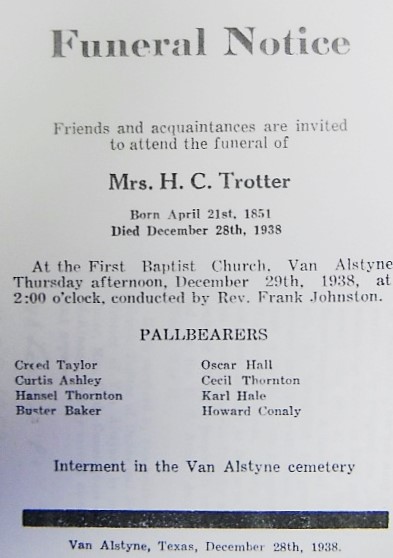 Funeral Notice
Friends and acquaintances are invited
to attend the funeral of
Mrs. H. C. Trotter
Born April 21st, 1851
Died December 28th, 1938
At the First Baptist Church, Van Alstyne
Thursday afternoon, December 29th, 1938, at
2:00 o'clock, conducted by Rev. Frank Johnston.
PALLBEARERS
Creed Taylor Oscar Hall
Curtis Ashley Cecil Thornton
Hansel Thornton Karl Hale
Buster Baker Howard Conaly
Interment in the Van Alstyne cemetery
Van Alstyne, Texas, December 28th, 1938.